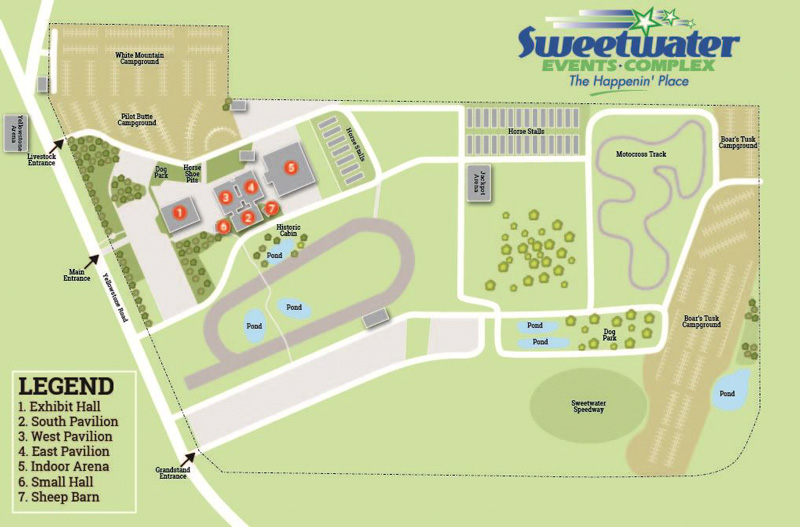 Sweetwater
EVENTS·COMPLEX
The Happenin' Place
White Mountain
Campground
Pilot Butte
Campground
Yellowstone
Arena
Livestock
Entrance
Dog
Park
Horse
Shoe
Pits
Horse Stalls
Horse Stalls
Motocross Track
Boar's Tusk
Campground
Jackpot
Arena
1
2
3
4
5
6
7
Historic
Cabin
Pond
Main
Entrance
Yellowstone Road
Pond
Pond
Pond
Pond
Dog
Park
Boar's Tusk
Campground
Pond
Sweetwater
Speedway
Grandstand
Entrance
LEGEND
1. Exhibit Hall
2. South Pavilion
3. West Pavilion
4. East Pavilion
5. Indoor Arena
6. Small Hall
7. Sheep Barn